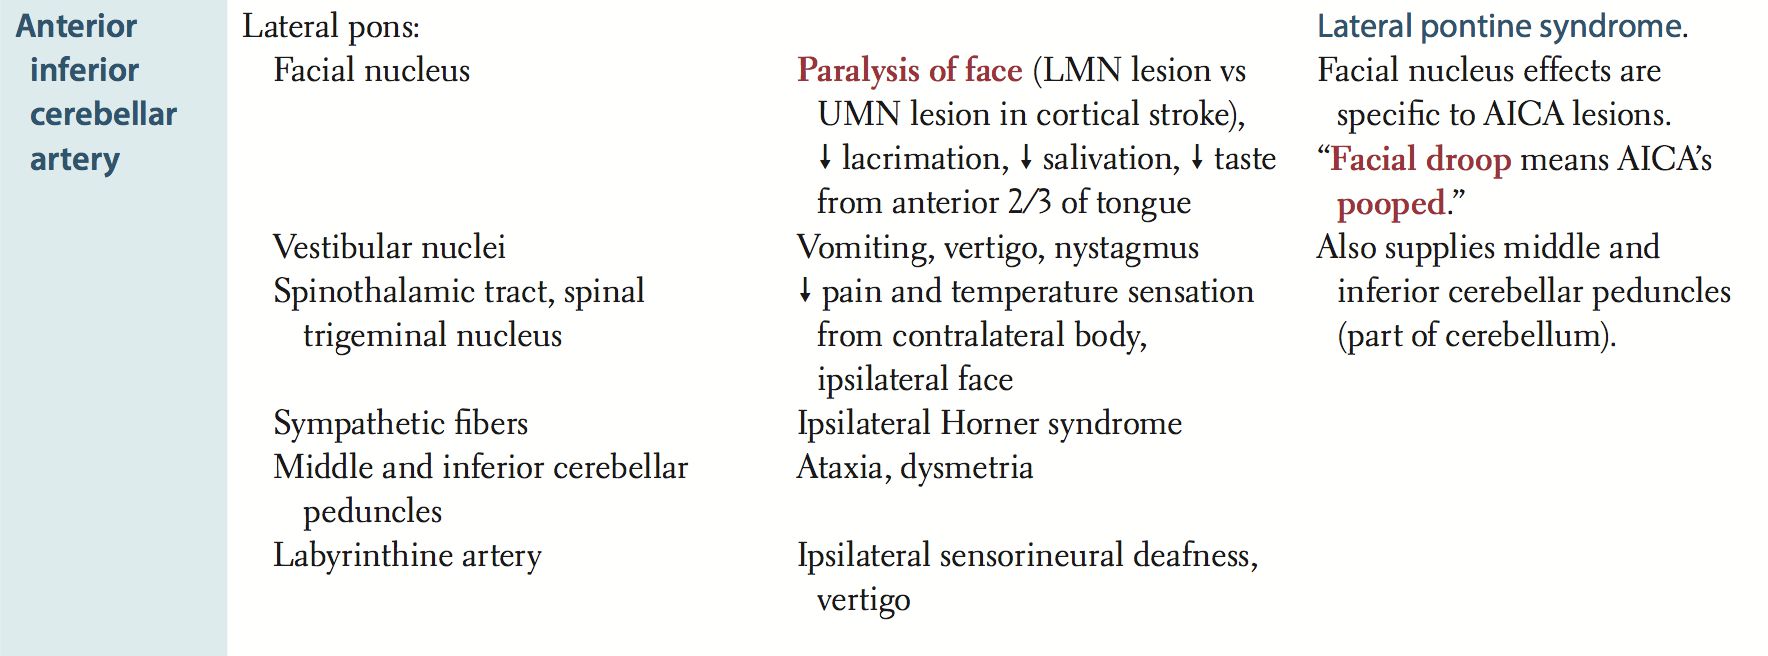 Anterior
inferior
cerebellar
artery
Lateral pons:
Facial nucleus
Vestibular nuclei
Spinothalamic tract, spinal
trigeminal nucleus
Sympathetic fibers
Middle and inferior cerebellar
peduncles
Labyrinthine artery
Paralysis of face (LMN lesion vs
UMN lesion in cortical stroke),
↓ lacrimation, ↓ salivation, ↓ taste
from anterior 2/3 of tongue
Vomiting, vertigo, nystagmus
↓ pain and temperature sensation
from contralateral body,
ipsilateral face
Ipsilateral Horner syndrome
Ataxia, dysmetria
Ipsilateral sensorineural deafness,
vertigo
Lateral pontine syndrome.
Facial nucleus effects are
specific to AICA lesions.
“Facial droop means AICA’s
pooped.”
Also supplies middle and
inferior cerebellar peduncles
(part of cerebellum).